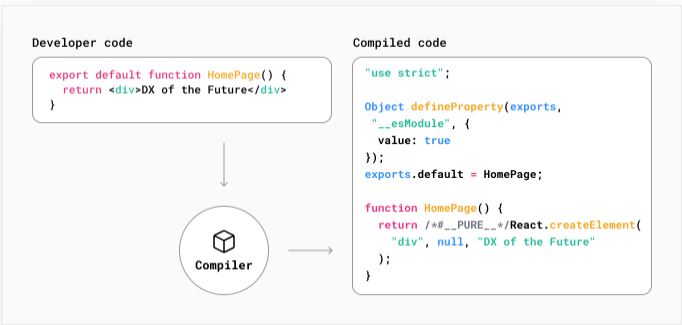 Developer code
export default function HomePage() {
  return <div>DX of the Future</div>
}
Compiler
Compiled code
"use strict";
Object defineProperty(exports,
 "__esModule", {
  value: true
});
exports.default = HomePage;
function HomePage() {
  return /*#__PURE__*/React.createElement(
    "div", null, "DX of the Future"
  );
}